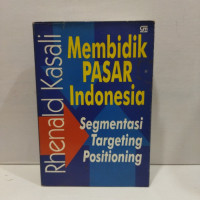 Rhenald Kasali
Membidik
PASAR
Indonesia
Segmentasi
Targeting
Positioning